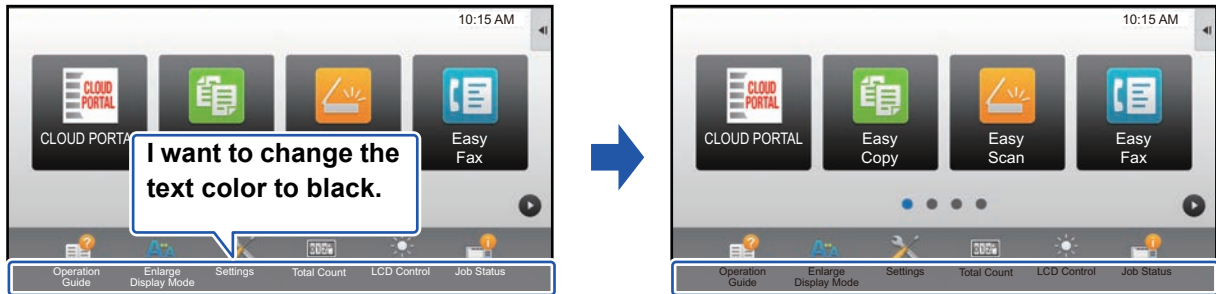 10:15 AM
CLOUD
PORTAL
CLOUD PORTA
Easy
Fax
I want to change the
text color to black.
Operation
Guide
Enlarge
Display Mode
Settings
Total Count
LCD Control
Job Status
10:15 AM
CLOUD
PORTAL
CLOUD PORTAL
Easy
Copy
Easy
Scan
Easy
Fax
Operation
Guide
Enlarge
Display Mode
Settings
Total Count
LCD Control
Job Status